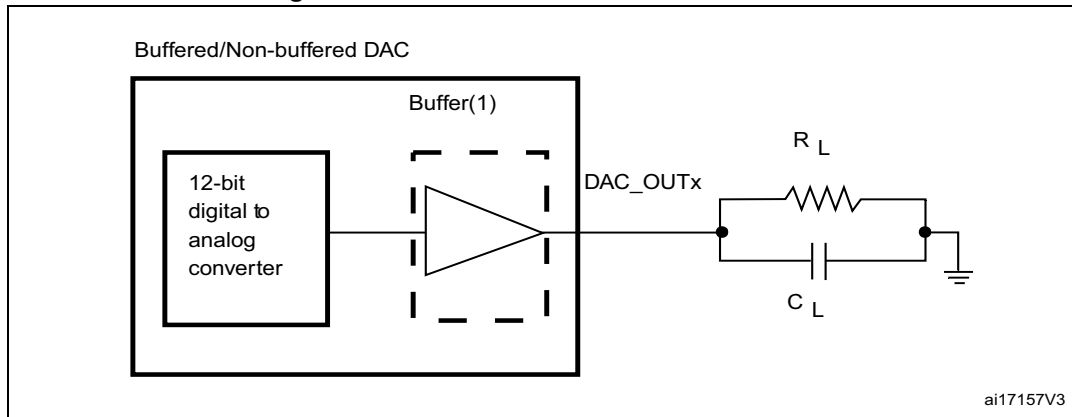 Buffered/Non-buffered DAC
Buffer(1)
12-bit
digital to
analog
converter
DAC_OUTx
R L
C L
ai17157V3